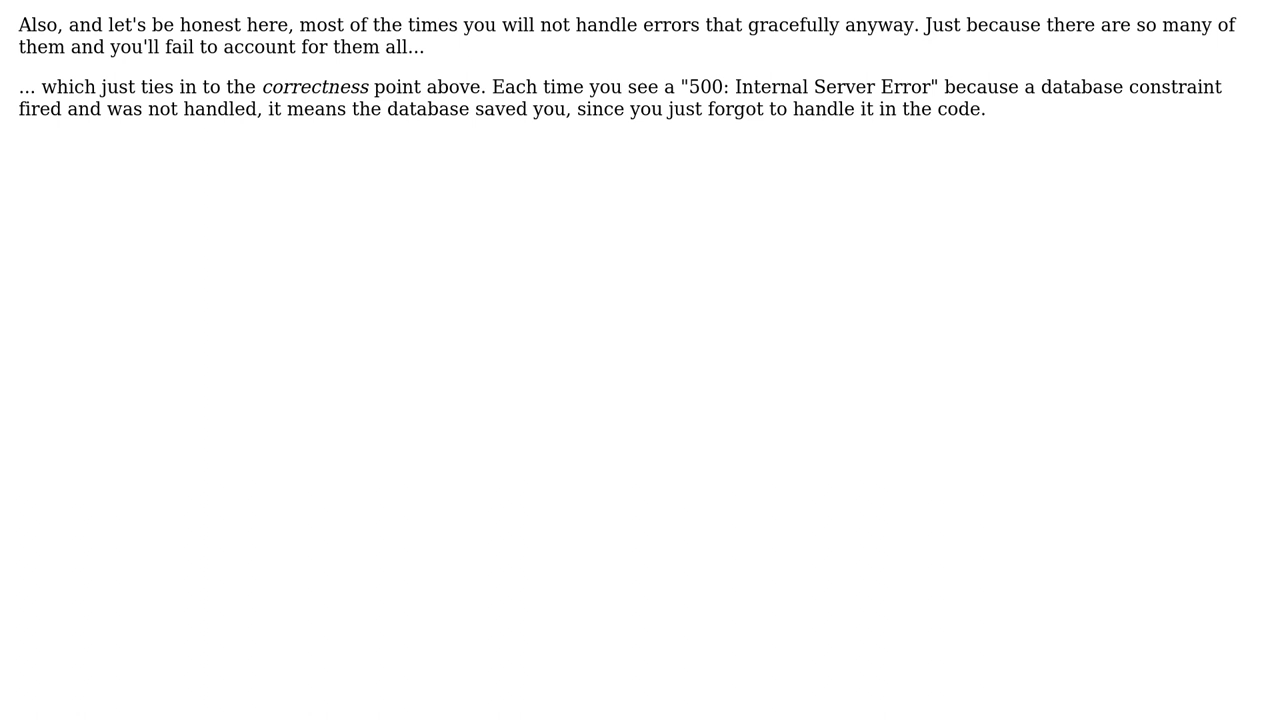 Also, and let's be honest here, most of the times you will not handle errors that gracefully anyway. Just because there are so many of
them and you'll fail to account for them all...
... which just ties in to the correctness point above. Each time you see a "500: Internal Server Error" because a database constraint
fired and was not handled, it means the database saved you, since you just forgot to handle it in the code.